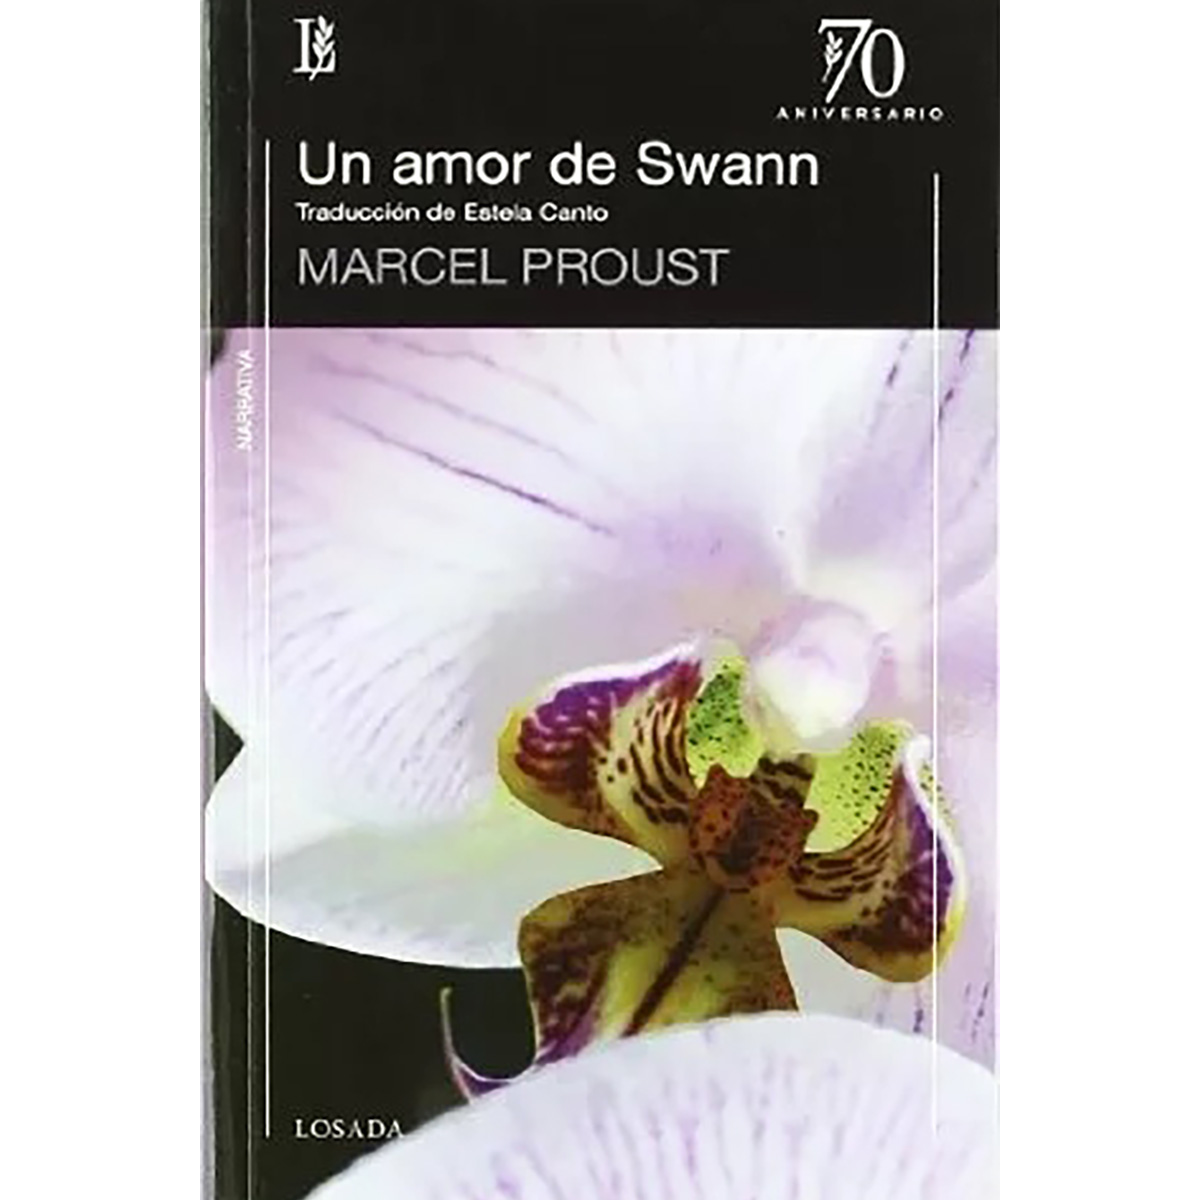 L
70
ANIVERSARIO
Un amor de Swann
Traducción de Estela Canto
MARCEL PROUST
NARRATIVA
LOSADA